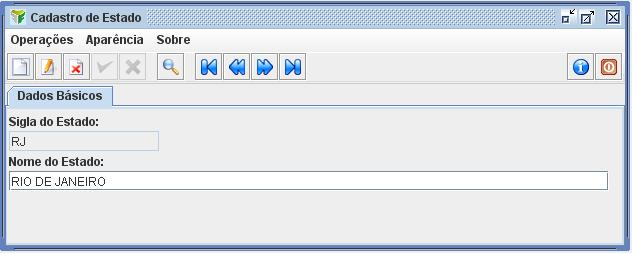 Cadastro de Estado
Operações Aparência Sobre
Dados Básicos
Sigla do Estado:
RJ
Nome do Estado:
RIO DE JANEIRO